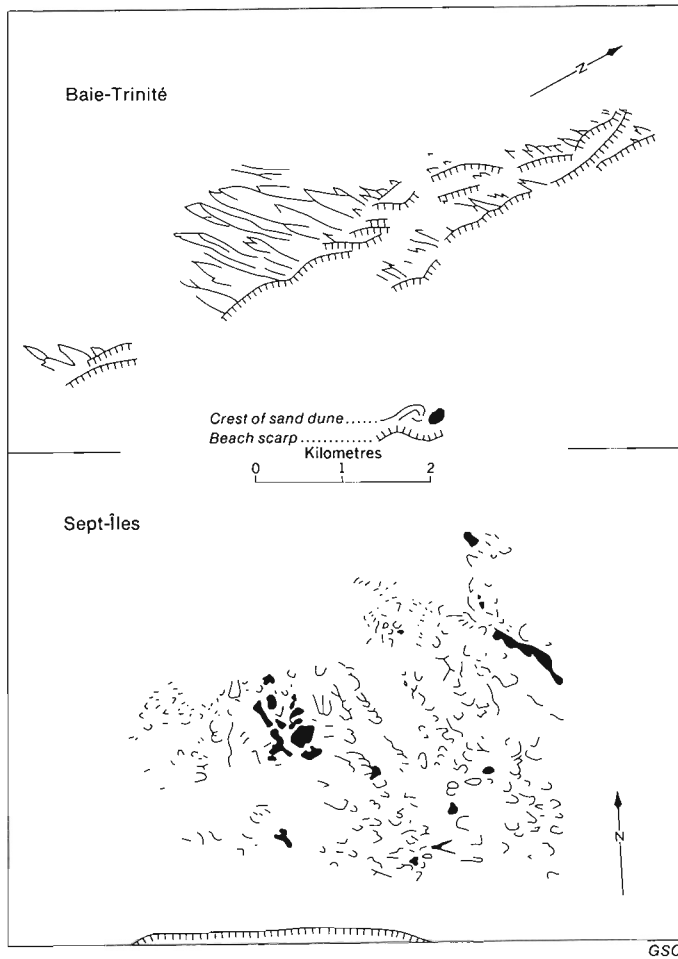 N
Baie-Trinité
Crest of sand dune......
Beach scarp............
Kilometres
0 1 2
Sept-Îles
N
GSC